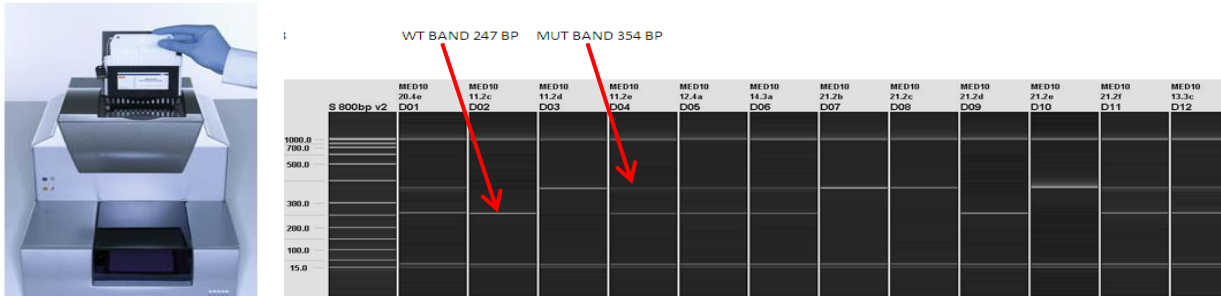 WT BAND 247 BP MUT BAND 354 BP
MED10 MED10 MED10 MED10 MED10 MED10 MED10 MED10 MED10 MED10 MED10 MED10
20.4e 11.2c 11.2d 11.2e 12.4a 14.3a 21.2b 21.2c 21.2d 21.2e 21.2f 13.3c
S 800bp v2 D01 D02 D03 D04 D05 D06 D07 D08 D09 D10 D11 D12
1000.0
700.0
500.0
300.0
200.0
100.0
15.0